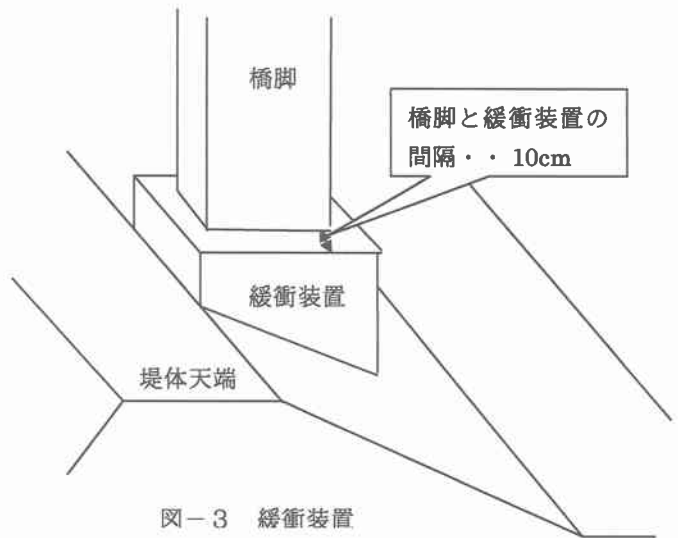 橋脚
橋脚と緩衝装置の
間隔・・10cm
緩衝装置
堤体天端
図-3 緩衝装置